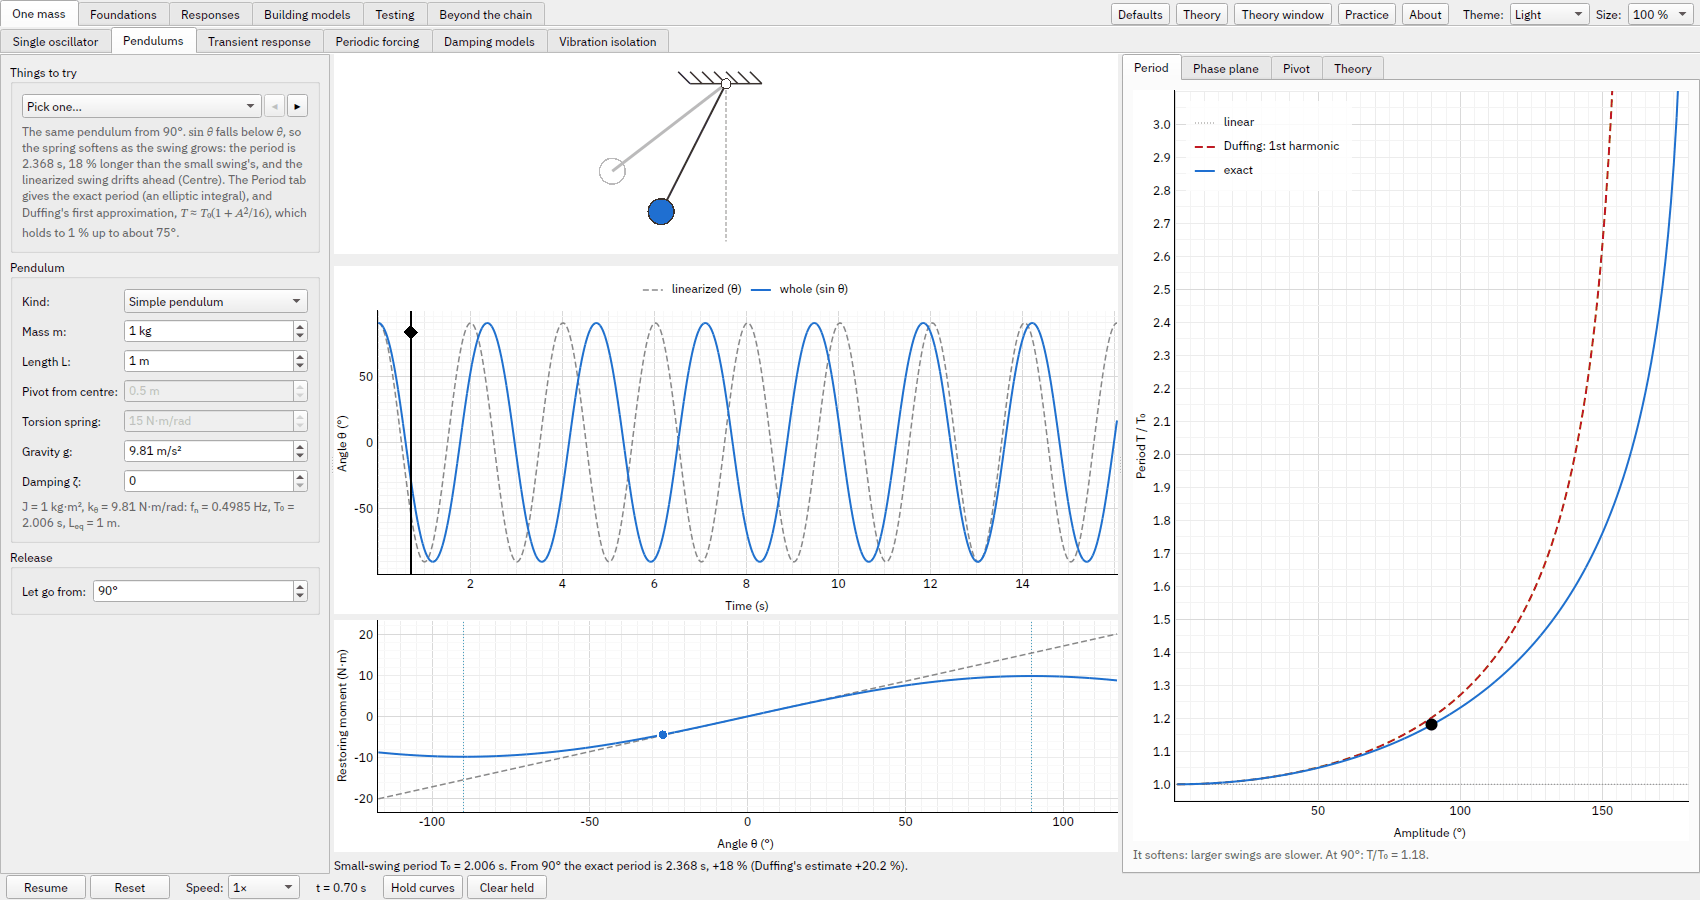 One mass
Foundations
Responses
Building models
Testing
Beyond the chain
Defaults
Theory
Theory window
Practice
About
Theme:
Light
Size:
100 %
Single oscillator
Pendulums
Transient response
Periodic forcing
Damping models
Vibration isolation
Things to try
Pick one...
The same pendulum from 90°. sin θ falls below θ, so
the spring softens as the swing grows: the period is
2.368 s, 18 % longer than the small swing's, and the
linearized swing drifts ahead (Centre). The Period tab
gives the exact period (an elliptic integral), and
Duffing's first approximation, T ≈ T₀(1 + A²/16), which
holds to 1 % up to about 75°.
Pendulum
Kind:
Simple pendulum
Mass m:
1 kg
Length L:
1 m
Pivot from centre:
0.5 m
Torsion spring:
15 N·m/rad
Gravity g:
9.81 m/s²
Damping ζ:
0
J = 1 kg·m², kθ = 9.81 N·m/rad: fn = 0.4985 Hz, T₀ =
2.006 s, Leq = 1 m.
Release
Let go from:
90°
linearized (θ)
whole (sin θ)
Angle θ (°)
50
0
-50
2
4
6
8
10
12
14
Time (s)
Restoring moment (N·m)
20
10
0
-10
-20
-100
-50
0
50
100
Angle θ (°)
Small-swing period T₀ = 2.006 s. From 90° the exact period is 2.368 s, +18 % (Duffing's estimate +20.2 %).
Period
Phase plane
Pivot
Theory
linear
Duffing: 1st harmonic
exact
Period T / T₀
3.0
2.9
2.8
2.7
2.6
2.5
2.4
2.3
2.2
2.1
2.0
1.9
1.8
1.7
1.6
1.5
1.4
1.3
1.2
1.1
1.0
50
100
150
Amplitude (°)
It softens: larger swings are slower. At 90°: T/T₀ = 1.18.
Resume
Reset
Speed:
1×
t = 0.70 s
Hold curves
Clear held